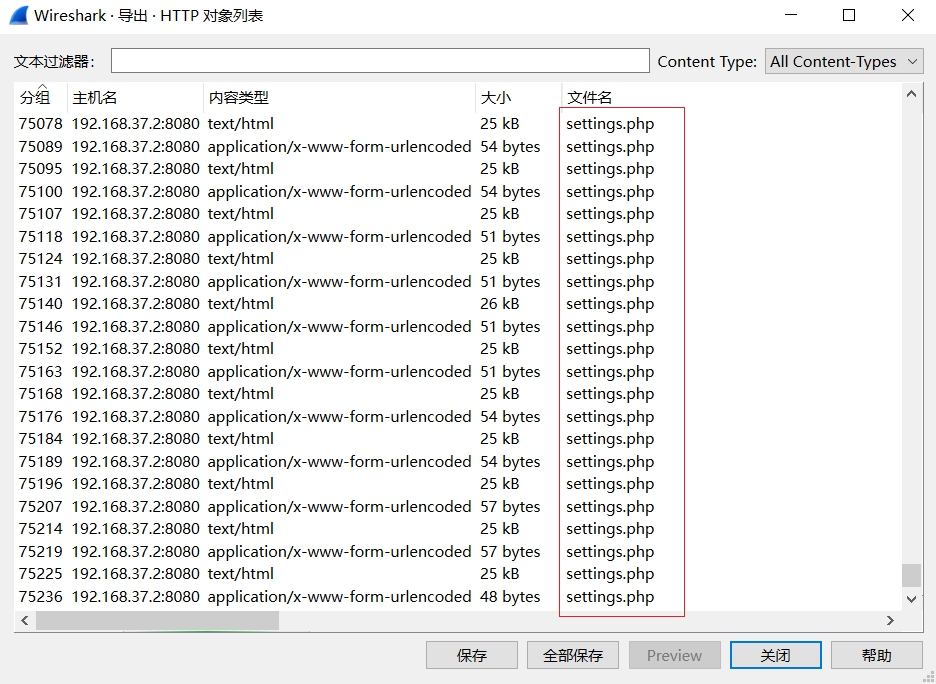 Wireshark · 导出 · HTTP 对象列表
文本过滤器： Content Type: All Content-Types
分组 主机名 内容类型 大小 文件名
75078 192.168.37.2:8080 text/html 25 kB settings.php
75089 192.168.37.2:8080 application/x-www-form-urlencoded 54 bytes settings.php
75095 192.168.37.2:8080 text/html 25 kB settings.php
75100 192.168.37.2:8080 application/x-www-form-urlencoded 54 bytes settings.php
75107 192.168.37.2:8080 text/html 25 kB settings.php
75118 192.168.37.2:8080 application/x-www-form-urlencoded 51 bytes settings.php
75124 192.168.37.2:8080 text/html 25 kB settings.php
75131 192.168.37.2:8080 application/x-www-form-urlencoded 51 bytes settings.php
75140 192.168.37.2:8080 text/html 26 kB settings.php
75146 192.168.37.2:8080 application/x-www-form-urlencoded 51 bytes settings.php
75152 192.168.37.2:8080 text/html 25 kB settings.php
75163 192.168.37.2:8080 application/x-www-form-urlencoded 51 bytes settings.php
75168 192.168.37.2:8080 text/html 25 kB settings.php
75176 192.168.37.2:8080 application/x-www-form-urlencoded 54 bytes settings.php
75184 192.168.37.2:8080 text/html 25 kB settings.php
75189 192.168.37.2:8080 application/x-www-form-urlencoded 54 bytes settings.php
75196 192.168.37.2:8080 text/html 25 kB settings.php
75207 192.168.37.2:8080 application/x-www-form-urlencoded 57 bytes settings.php
75214 192.168.37.2:8080 text/html 25 kB settings.php
75219 192.168.37.2:8080 application/x-www-form-urlencoded 57 bytes settings.php
75225 192.168.37.2:8080 text/html 25 kB settings.php
75236 192.168.37.2:8080 application/x-www-form-urlencoded 48 bytes settings.php
保存 全部保存 Preview 关闭 帮助